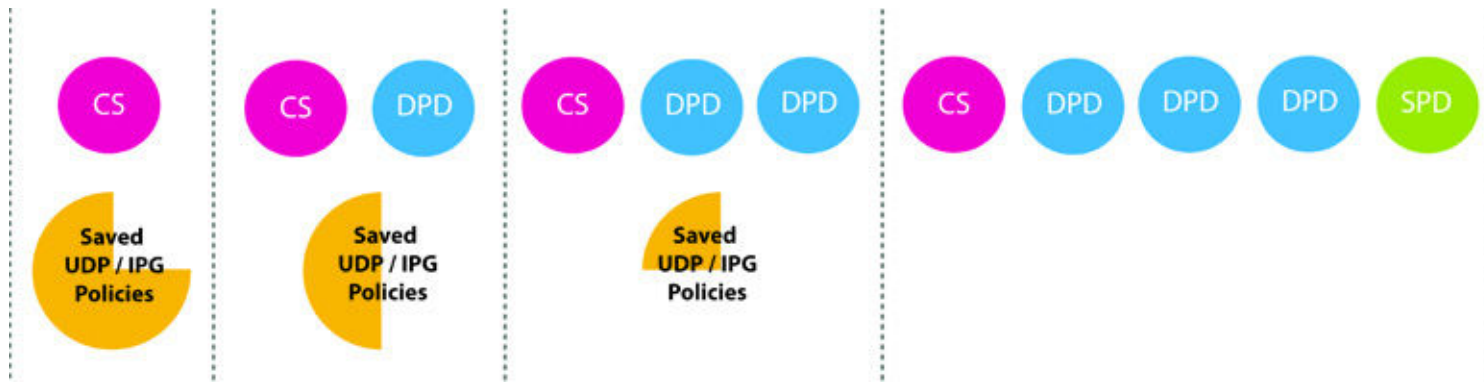 CS
CS DPD
CS DPD DPD
CS DPD DPD DPD SPD
Saved
UDP / IPG
Policies
Saved
UDP / IPG
Policies
Saved
UDP / IPG
Policies